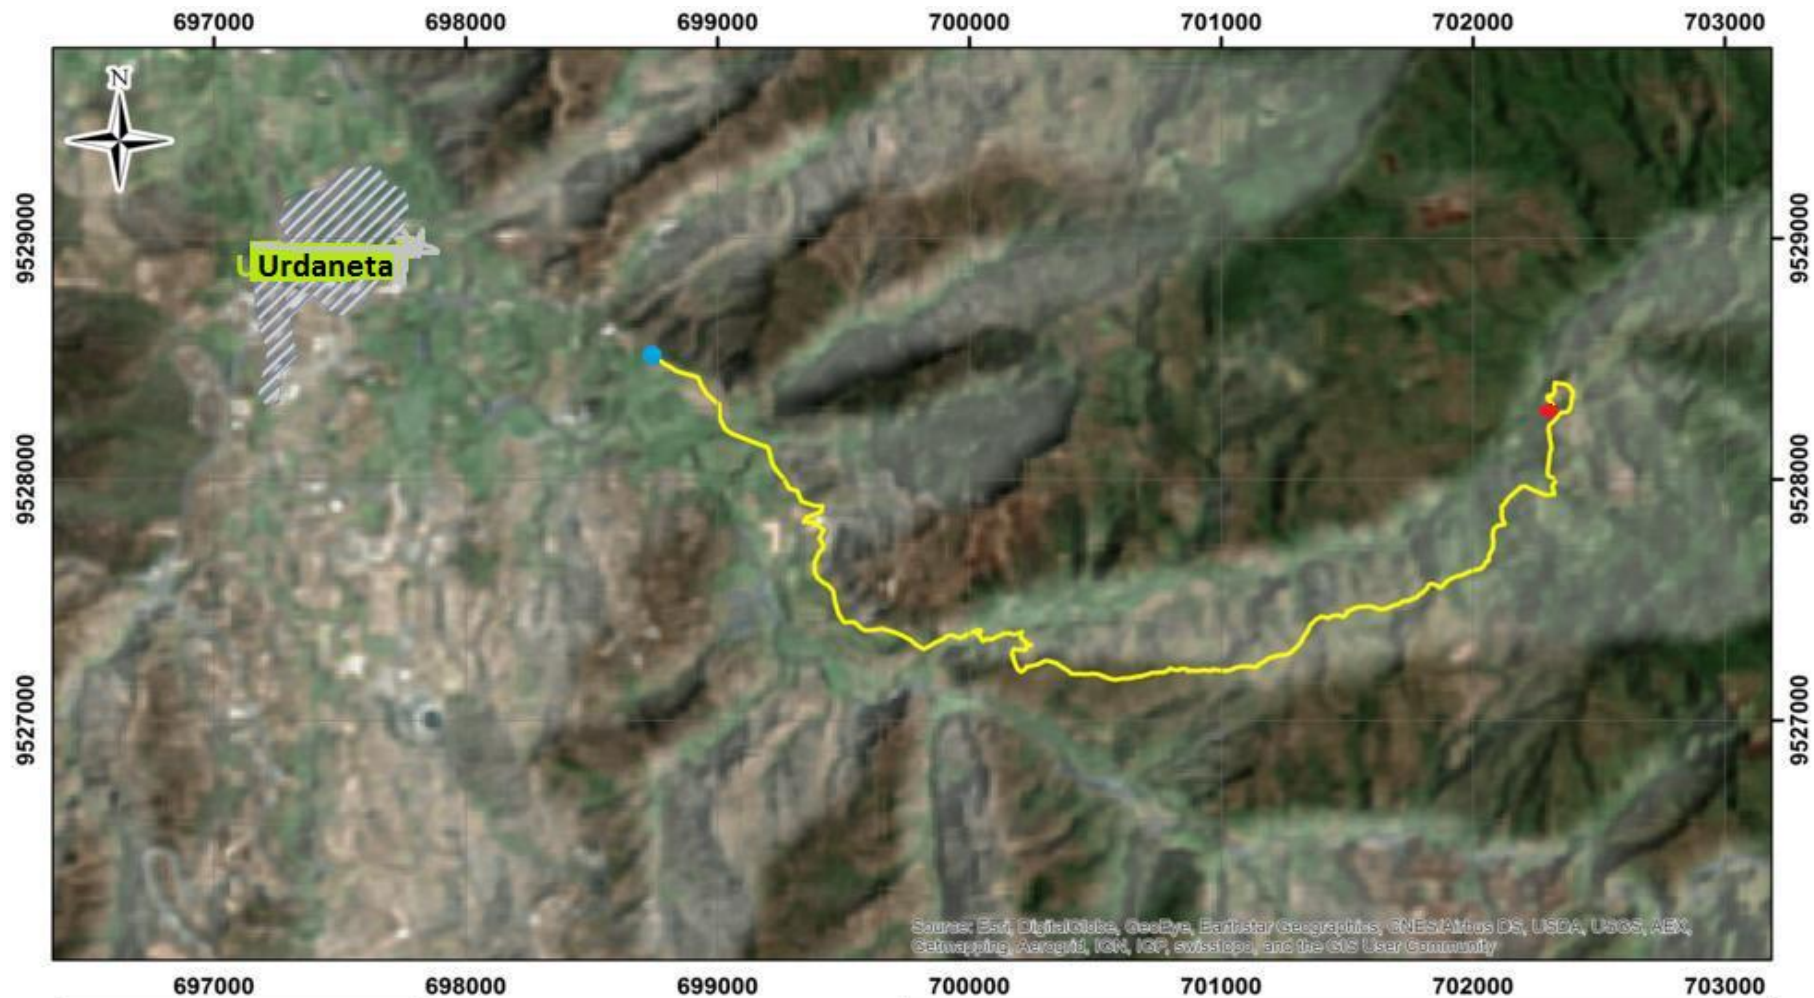 697000 698000 699000 700000 701000 702000 703000
N
9529000 9529000
Urdaneta
9528000 9528000
9527000 9527000
Source: Esri, DigitalGlobe, GeoEye, Earthstar Geographics, CNES/Airbus DS, USDA, USGS, AEX,
Getmapping, Aerogrid, IGN, IGP, swisstopo, and the GIS User Community
697000 698000 699000 700000 701000 702000 703000